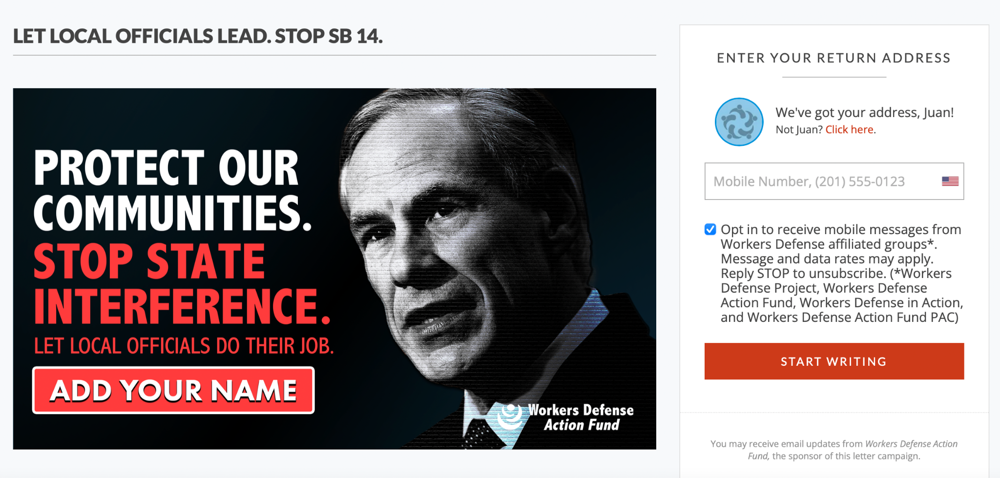 LET LOCAL OFFICIALS LEAD. STOP SB 14.
PROTECT OUR
COMMUNITIES.
STOP STATE
INTERFERENCE.
LET LOCAL OFFICIALS DO THEIR JOB.
ADD YOUR NAME
Workers Defense
Action Fund
ENTER YOUR RETURN ADDRESS
We've got your address, Juan!
Not Juan? Click here.
Mobile Number, (201) 555-0123
Opt in to receive mobile messages from
Workers Defense affiliated groups*.
Message and data rates may apply.
Reply STOP to unsubscribe. (*Workers
Defense Project, Workers Defense
Action Fund, Workers Defense in Action,
and Workers Defense Action Fund PAC)
START WRITING
You may receive email updates from Workers Defense Action
Fund, the sponsor of this letter campaign.